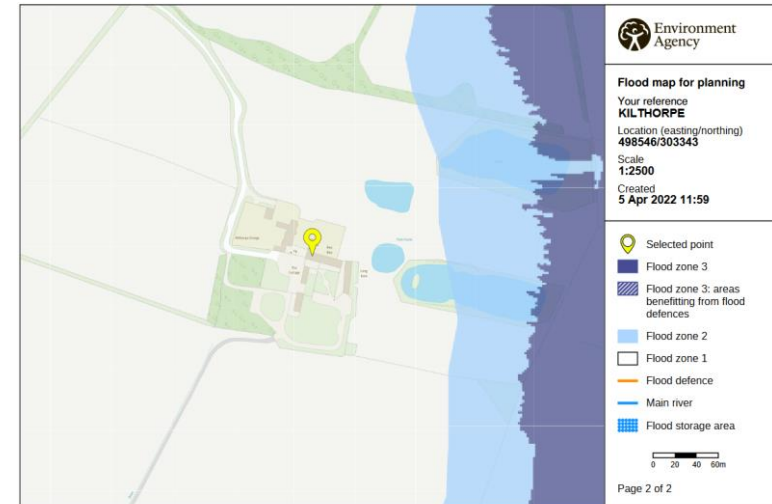 Environment
Agency
Flood map for planning
Your reference
KILTHORPE
Location (easting/northing)
498546/303343
Scale
1:2500
Created
5 Apr 2022 11:59
Selected point
Flood zone 3
Flood zone 3: areas
benefitting from flood
defences
Flood zone 2
Flood zone 1
Flood defence
Main river
Flood storage area
0 20 40 60m
Page 2 of 2